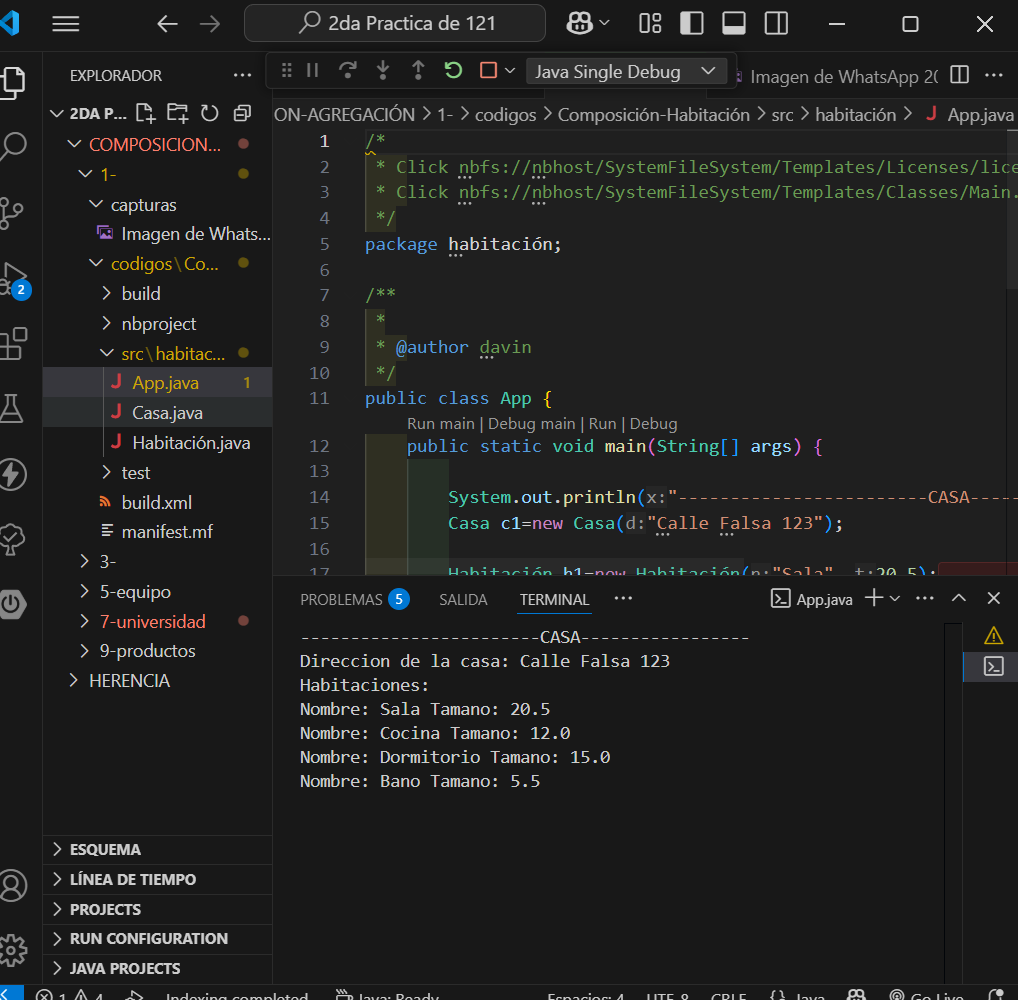 2da Practica de 121
EXPLORADOR
Java Single Debug
Imagen de WhatsApp 20
2DA P...
ON-AGREGACIÓN > 1- > codigos > Composición-Habitación > src > habitación > J App.java
COMPOSICION...
1-
capturas
Imagen de Whats...
codigos\Co...
build
nbproject
src\habitac...
J App.java 1
J Casa.java
J Habitación.java
test
build.xml
manifest.mf
3-
5-equipo
7-universidad
9-productos
HERENCIA
2
1 /*
2 * Click nbfs://nbhost/SystemFileSystem/Templates/Licenses/lice
3 * Click nbfs://nbhost/SystemFileSystem/Templates/Classes/Main.
4 */
5 package habitación;
6
7 /**
8 *
9 * @author davin
10 */
11 public class App {
Run main | Debug main | Run | Debug
12 public static void main(String[] args) {
13
14 System.out.println(x:"------------------------CASA-----
15 Casa c1=new Casa(d:"Calle Falsa 123");
16
17 Habitación h1=new Habitación(n:"Sala", t:20.5);
PROBLEMAS 5 SALIDA TERMINAL ... App.java
------------------------CASA-----------------
Direccion de la casa: Calle Falsa 123
Habitaciones:
Nombre: Sala Tamano: 20.5
Nombre: Cocina Tamano: 12.0
Nombre: Dormitorio Tamano: 15.0
Nombre: Bano Tamano: 5.5
ESQUEMA
LÍNEA DE TIEMPO
PROJECTS
RUN CONFIGURATION
JAVA PROJECTS
1 4 Indexing completed Java: Ready Espacios: 4 UTF-8 CRLF {} Java Go Live